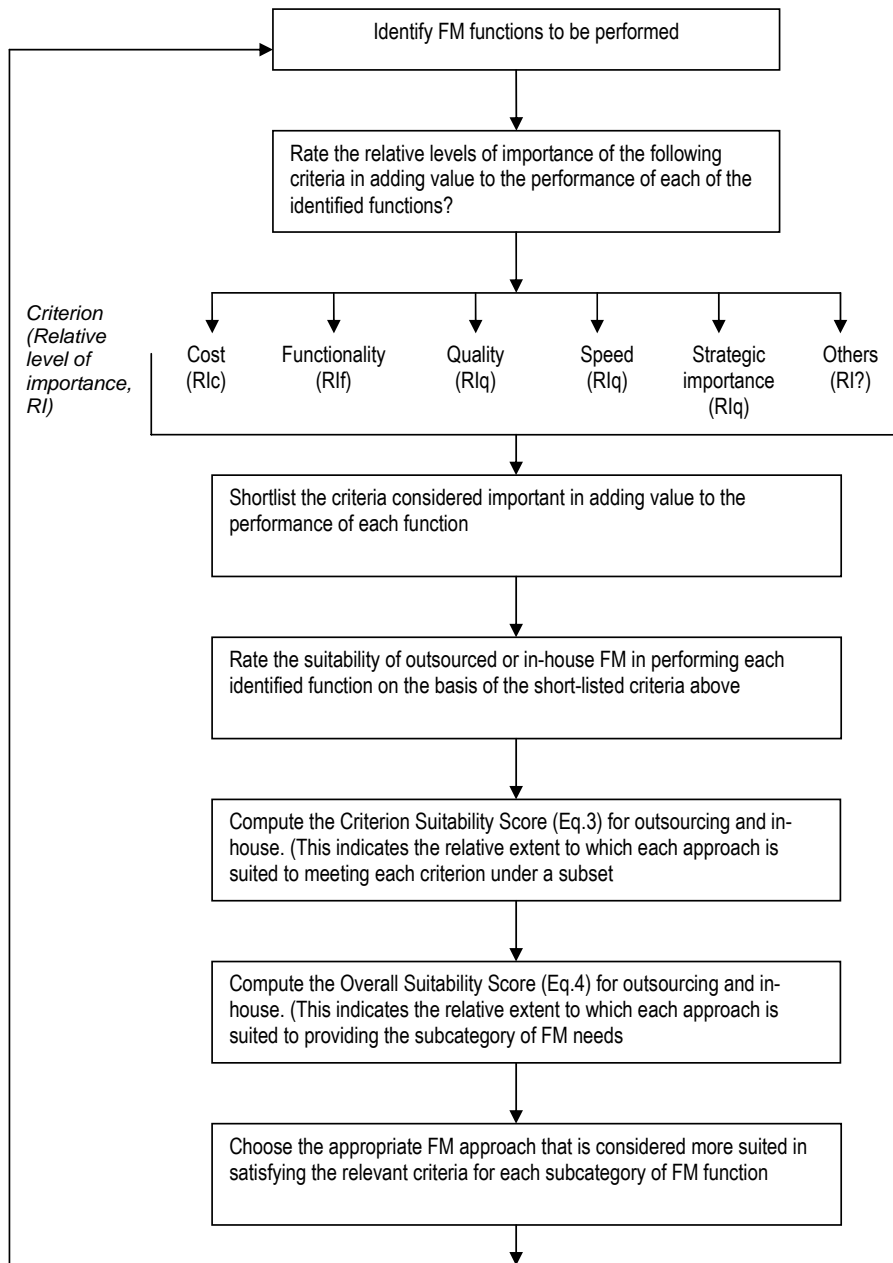 Identify FM functions to be performed
Rate the relative levels of importance of the following
criteria in adding value to the performance of each of the
identified functions?
Criterion
(Relative
level of
importance,
RI)
Cost
(RIc)
Functionality
(RIf)
Quality
(RIq)
Speed
(RIq)
Strategic
importance
(RIq)
Others
(RI?)
Shortlist the criteria considered important in adding value to the
performance of each function
Rate the suitability of outsourced or in-house FM in performing each
identified function on the basis of the short-listed criteria above
Compute the Criterion Suitability Score (Eq.3) for outsourcing and in-
house. (This indicates the relative extent to which each approach is
suited to meeting each criterion under a subset
Compute the Overall Suitability Score (Eq.4) for outsourcing and in-
house. (This indicates the relative extent to which each approach is
suited to providing the subcategory of FM needs
Choose the appropriate FM approach that is considered more suited in
satisfying the relevant criteria for each subcategory of FM function